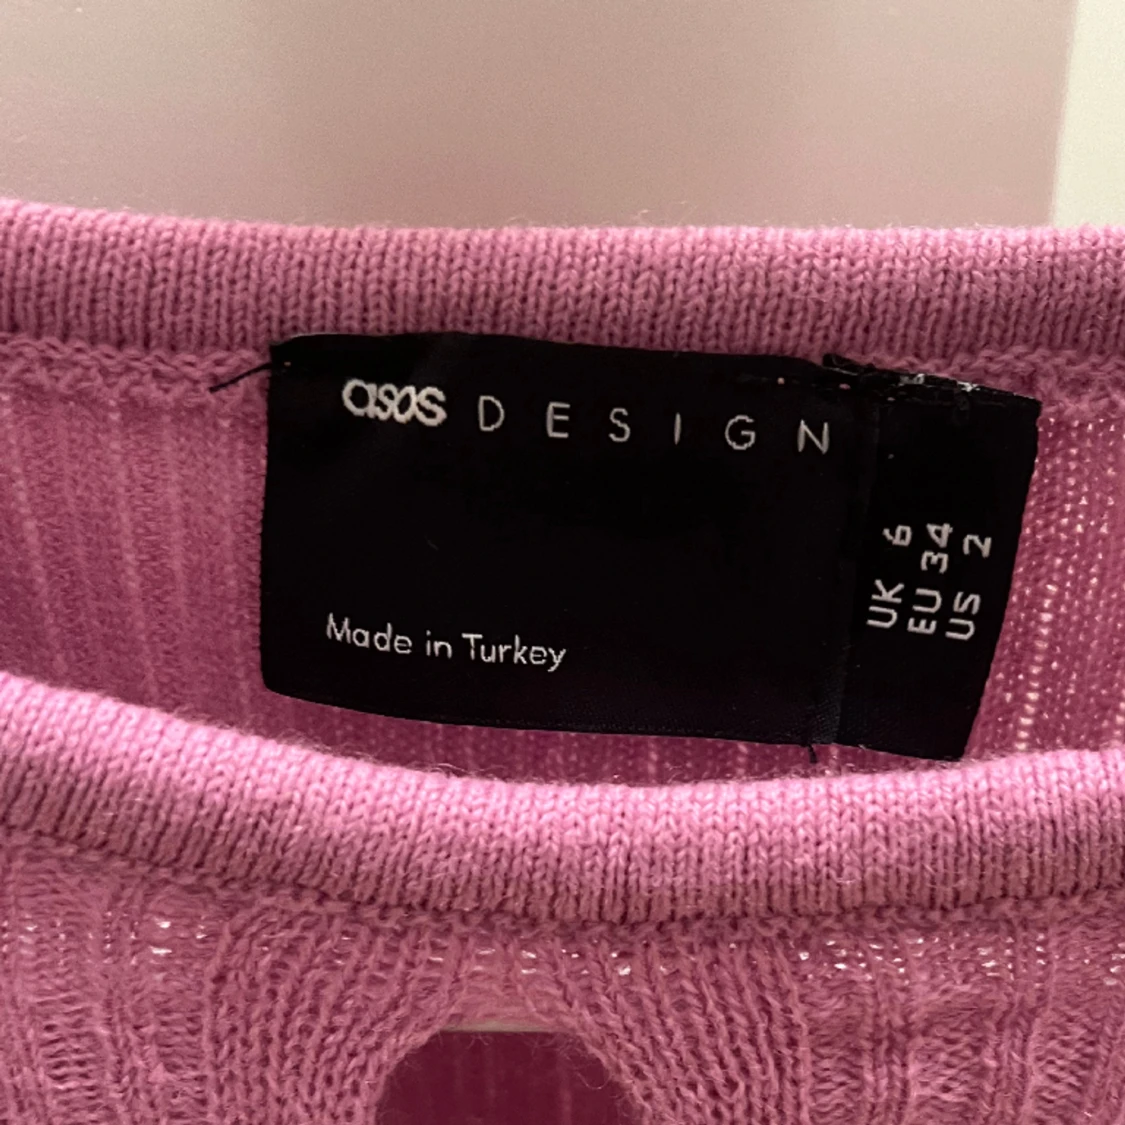 asos DESIGN
Made in Turkey
UK 6
EU 34
US 2